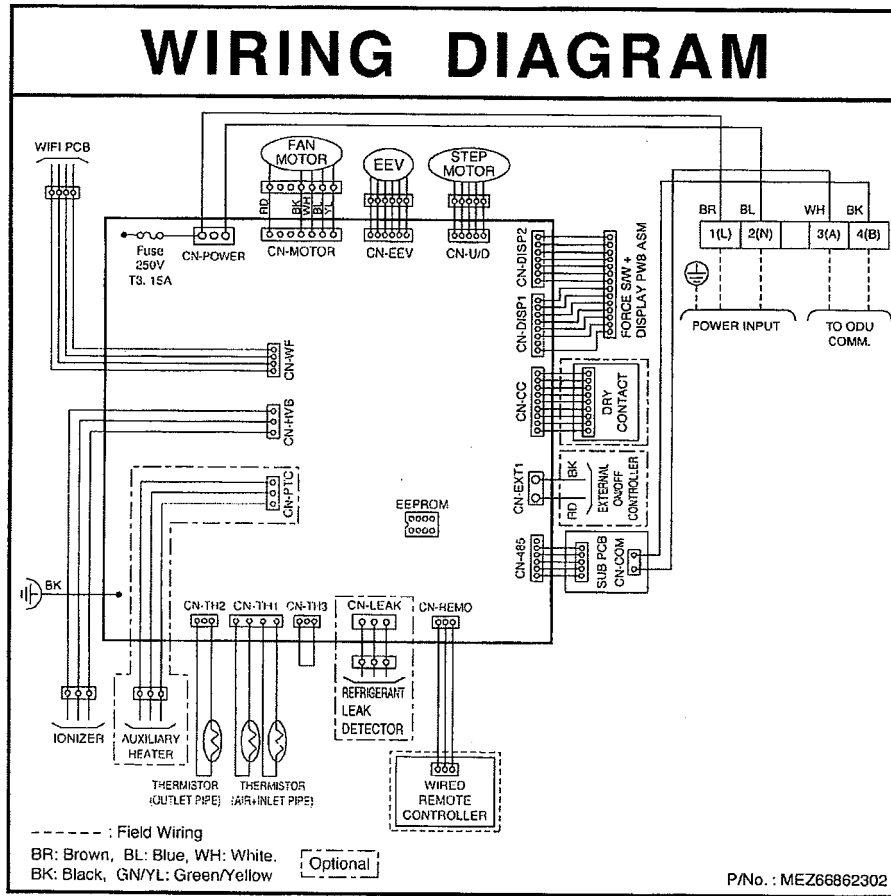 WIRING DIAGRAM
WIFI PCB
FAN
MOTOR
EEV
STEP
MOTOR
RD
BK
WH
BL
YL
BR
BL
WH
BK
1(L)
2(N)
3(A)
4(B)
Fuse
250V
T3. 15A
CN-POWER
CN-MOTOR
CN-EEV
CN-U/D
CN-DISP2
CN-DISP1
FORCE S/W +
DISPLAY PWB ASM
POWER INPUT
TO ODU
COMM.
CN-WF
CN-CC
DRY
CONTACT
CN-HVB
CN-PTC
CN-EXT1
BK
RD
EXTERNAL
ON/OFF
CONTROLLER
EEPROM
CN-485
SUB PCB
CN-COM
BK
CN-TH2
CN-TH1
CN-TH3
CN-LEAK
CN-REMO
REFRIGERANT
LEAK
DETECTOR
IONIZER
AUXILIARY
HEATER
THERMISTOR
(OUTLET PIPE)
THERMISTOR
(AIR+INLET PIPE)
WIRED
REMOTE
CONTROLLER
------ : Field Wiring
BR: Brown, BL: Blue, WH: White.
BK: Black, GN/YL: Green/Yellow
Optional
P/No. : MEZ66862302